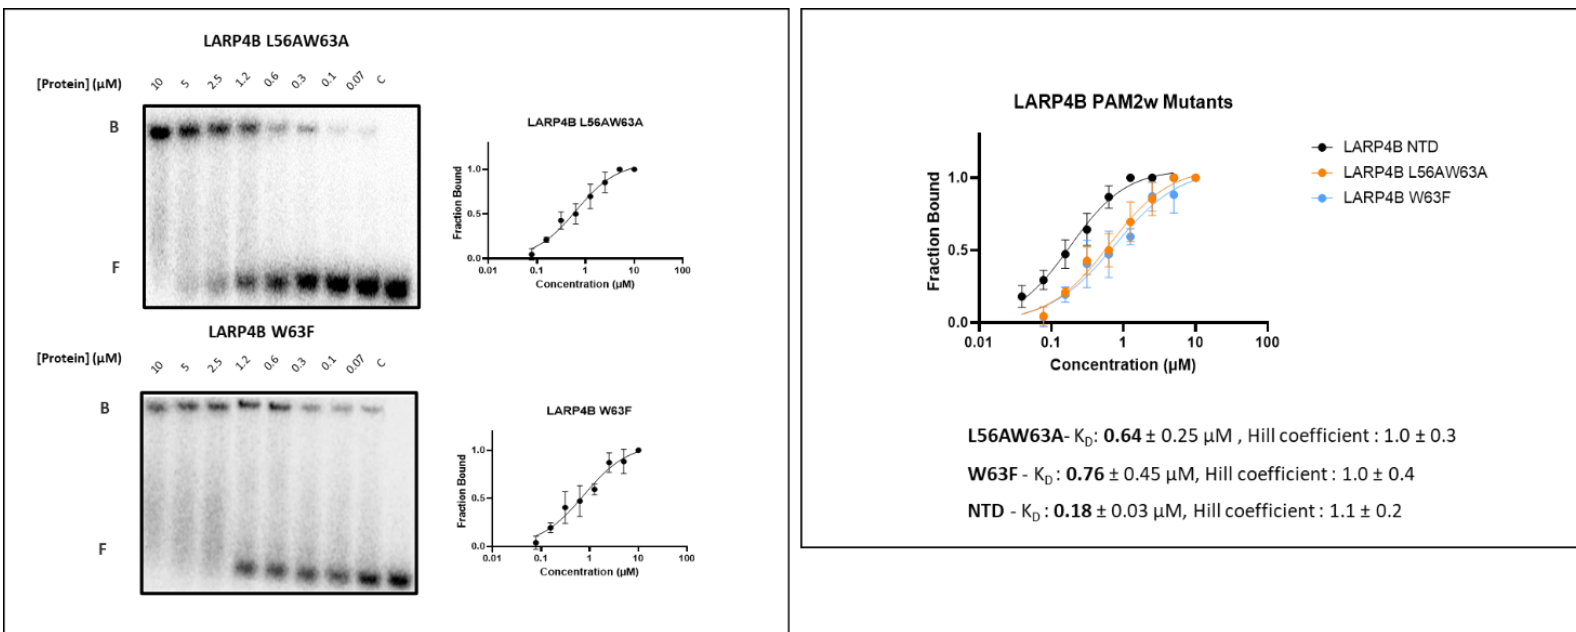 LARP4B L56AW63A
[Protein] (µM) 10 5 2.5 1.2 0.6 0.3 0.1 0.07 C
B
F
LARP4B L56AW63A
Fraction Bound
1.0
0.5
0.0
0.01 0.1 1 10 100
Concentration (µM)
LARP4B W63F
[Protein] (µM) 10 5 2.5 1.2 0.6 0.3 0.1 0.07 C
B
F
LARP4B W63F
Fraction Bound
1.0
0.5
0.0
0.01 0.1 1 10 100
Concentration (µM)
LARP4B PAM2w Mutants
Fraction Bound
1.0
0.5
0.0
0.01 0.1 1 10 100
Concentration (µM)
LARP4B NTD
LARP4B L56AW63A
LARP4B W63F
L56AW63A- KD: 0.64 ± 0.25 µM , Hill coefficient : 1.0 ± 0.3
W63F - KD : 0.76 ± 0.45 µM, Hill coefficient : 1.0 ± 0.4
NTD - KD : 0.18 ± 0.03 µM, Hill coefficient : 1.1 ± 0.2